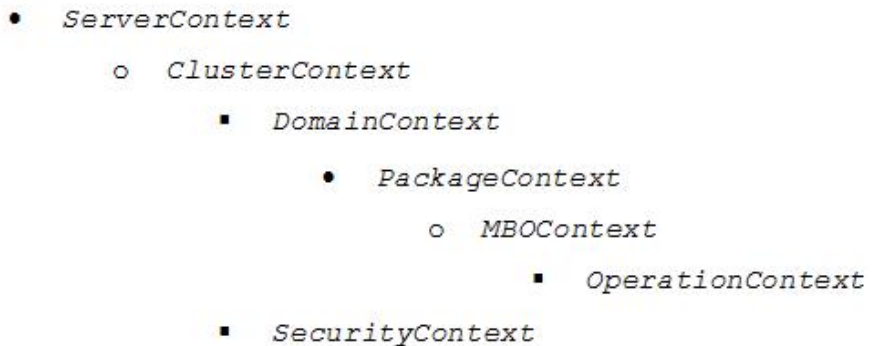 • ServerContext
o ClusterContext
▪ DomainContext
• PackageContext
o MBOContext
▪ OperationContext
▪ SecurityContext